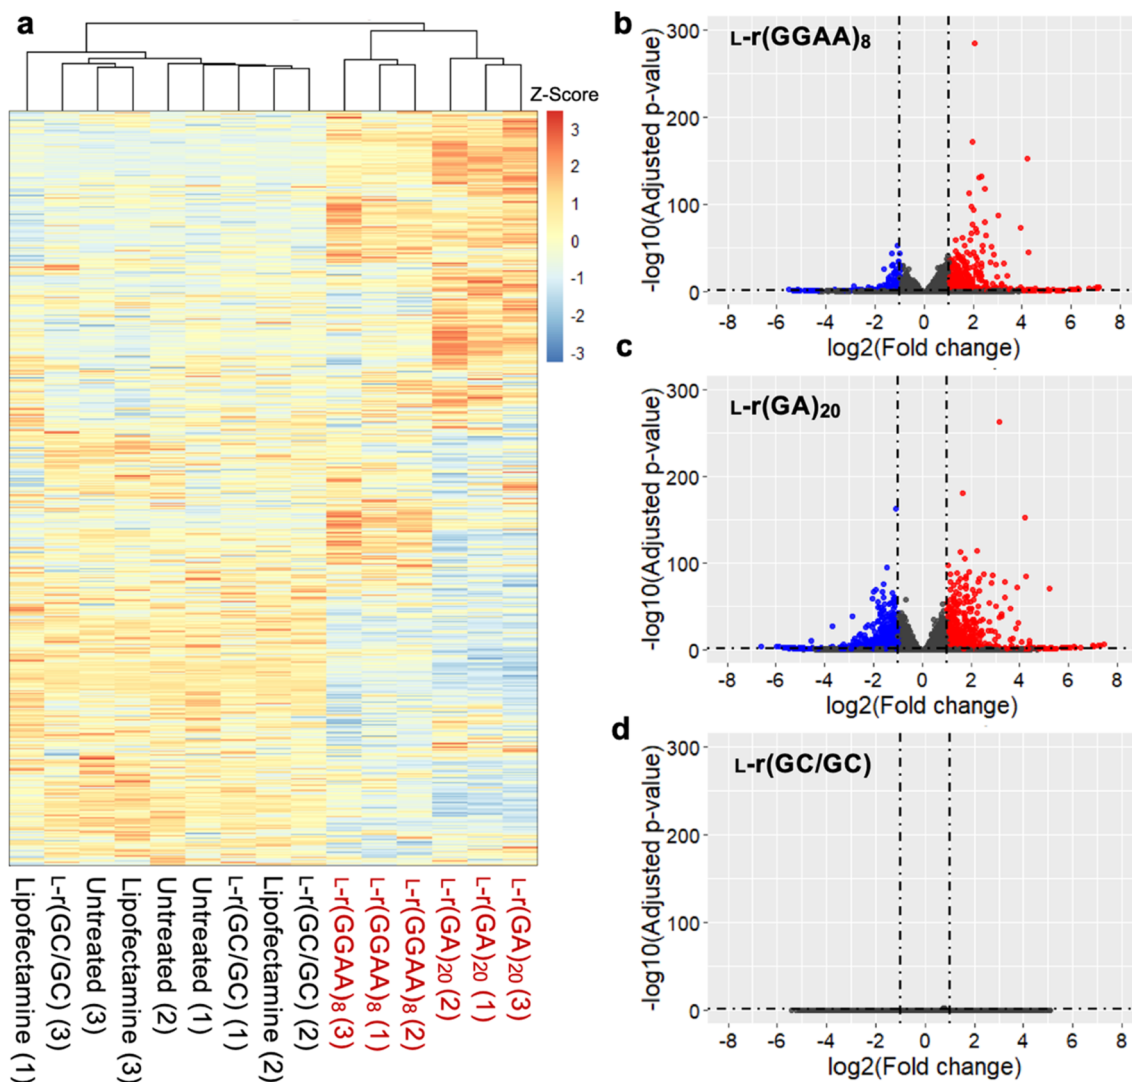 a
Z-Score
3
2
1
0
-1
-2
-3
Lipofectamine (1)
L-r(GC/GC) (3)
Untreated (3)
Lipofectamine (3)
Untreated (2)
Untreated (1)
L-r(GC/GC) (1)
Lipofectamine (2)
L-r(GC/GC) (2)
L-r(GGAA)8 (3)
L-r(GGAA)8 (1)
L-r(GGAA)8 (2)
L-r(GA)20 (2)
L-r(GA)20 (1)
L-r(GA)20 (3)
b
L-r(GGAA)8
-log10(Adjusted p-value)
300
200
100
0
-8 -6 -4 -2 0 2 4 6 8
log2(Fold change)
c
L-r(GA)20
-log10(Adjusted p-value)
300
200
100
0
-8 -6 -4 -2 0 2 4 6 8
log2(Fold change)
d
L-r(GC/GC)
-log10(Adjusted p-value)
300
200
100
0
-8 -6 -4 -2 0 2 4 6 8
log2(Fold change)